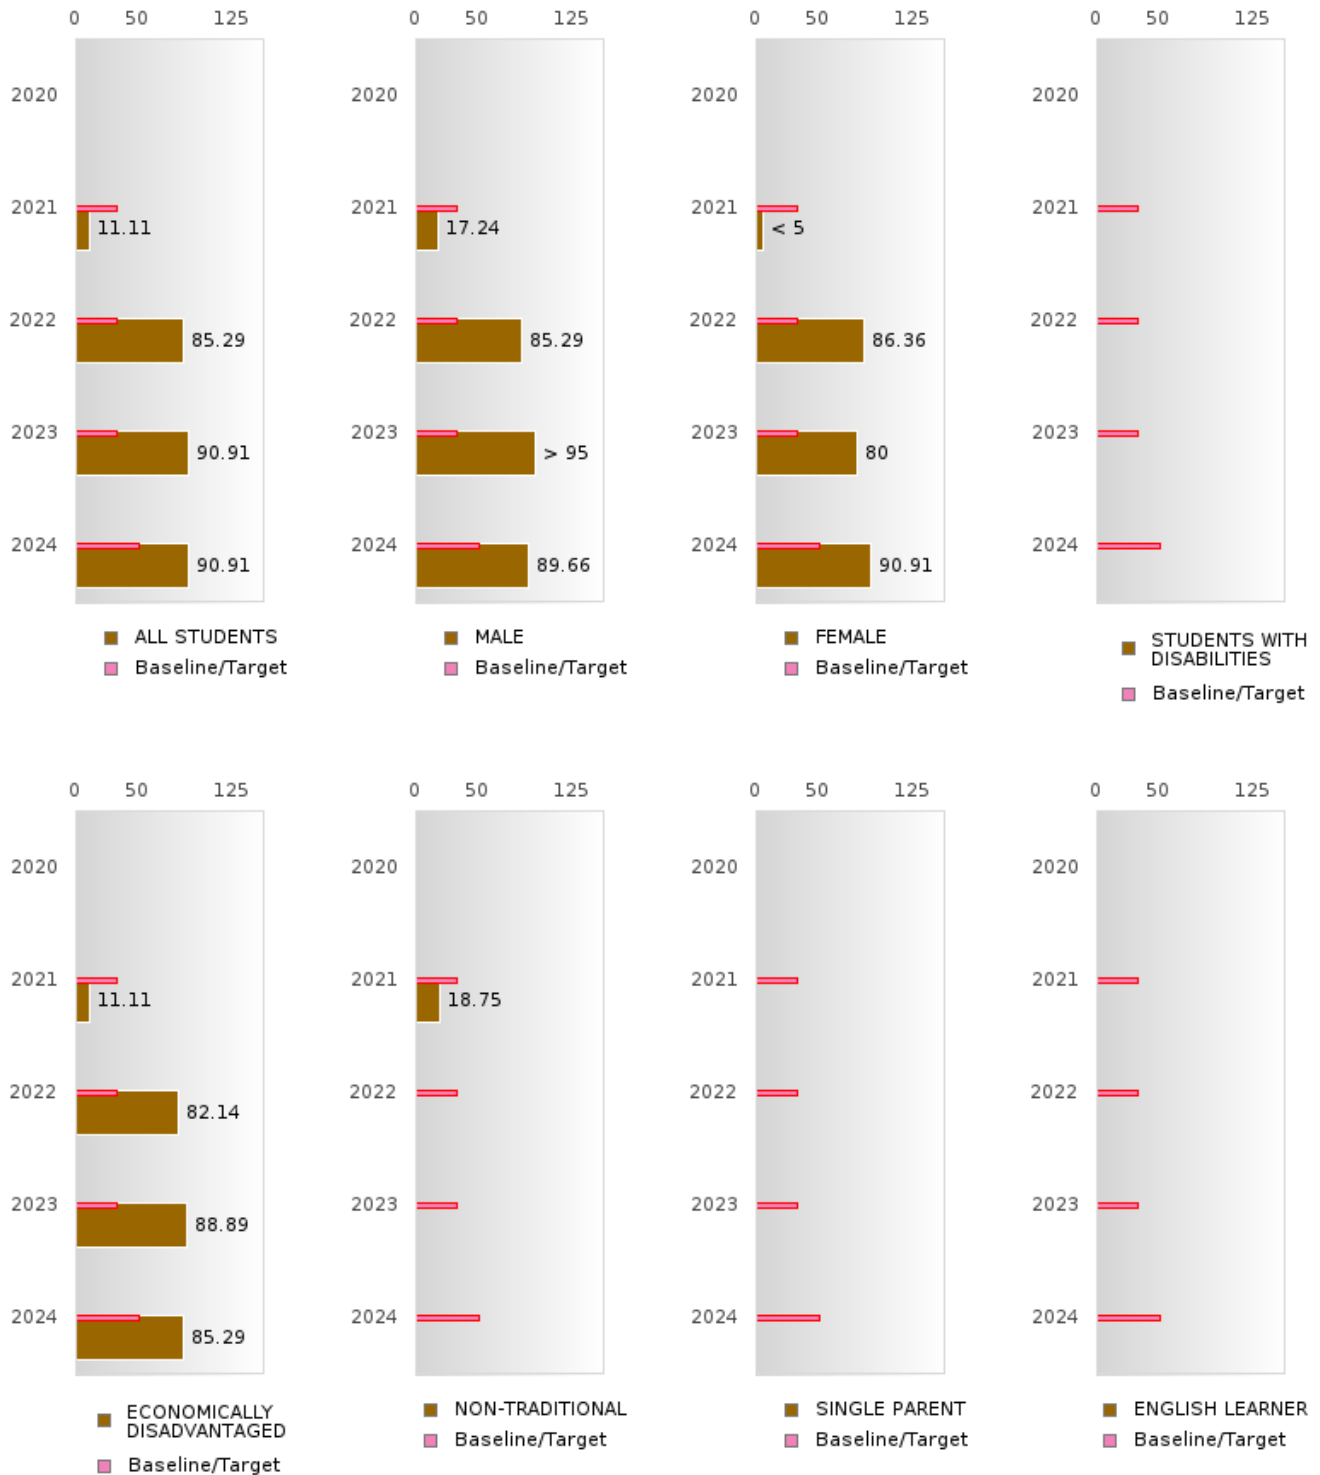 0 50 125
2020
2021 11.11
2022 85.29
2023 90.91
2024 90.91
ALL STUDENTS
Baseline/Target
0 50 125
2020
2021 17.24
2022 85.29
2023 > 95
2024 89.66
MALE
Baseline/Target
0 50 125
2020
2021 < 5
2022 86.36
2023 80
2024 90.91
FEMALE
Baseline/Target
0 50 125
2020
2021
2022
2023
2024
STUDENTS WITH
DISABILITIES
Baseline/Target
0 50 125
2020
2021 11.11
2022 82.14
2023 88.89
2024 85.29
ECONOMICALLY
DISADVANTAGED
Baseline/Target
0 50 125
2020
2021 18.75
2022
2023
2024
NON-TRADITIONAL
Baseline/Target
0 50 125
2020
2021
2022
2023
2024
SINGLE PARENT
Baseline/Target
0 50 125
2020
2021
2022
2023
2024
ENGLISH LEARNER
Baseline/Target